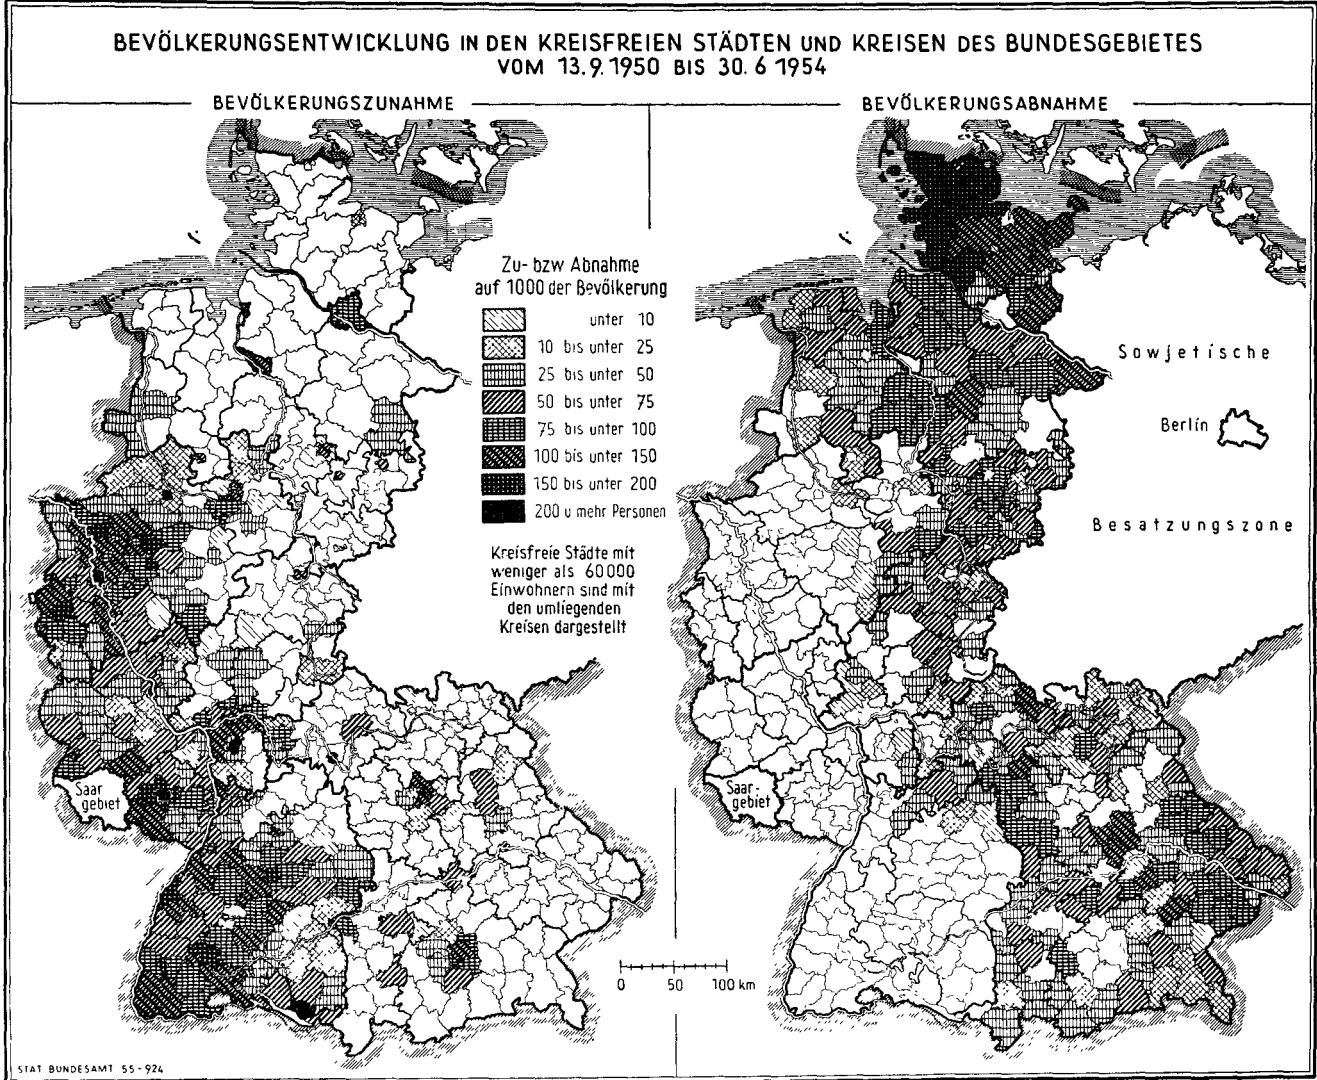 BEVÖLKERUNGSENTWICKLUNG IN DEN KREISFREIEN STÄDTEN UND KREISEN DES BUNDESGEBIETES
VOM 13.9.1950 BIS 30.6 1954
BEVÖLKERUNGSZUNAHME
BEVÖLKERUNGSABNAHME
Zu- bzw Abnahme
auf 1000 der Bevölkerung
unter 10
10 bis unter 25
25 bis unter 50
50 bis unter 75
75 bis unter 100
100 bis unter 150
150 bis unter 200
200 u mehr Personen
Kreisfreie Städte mit
weniger als 60000
Einwohnern sind mit
den umliegenden
Kreisen dargestellt
Sowjetische
Berlin
Besatzungszone
Saar
gebiet
Saar-
gebiet
0 50 100 km
STAT BUNDESAMT 55-924